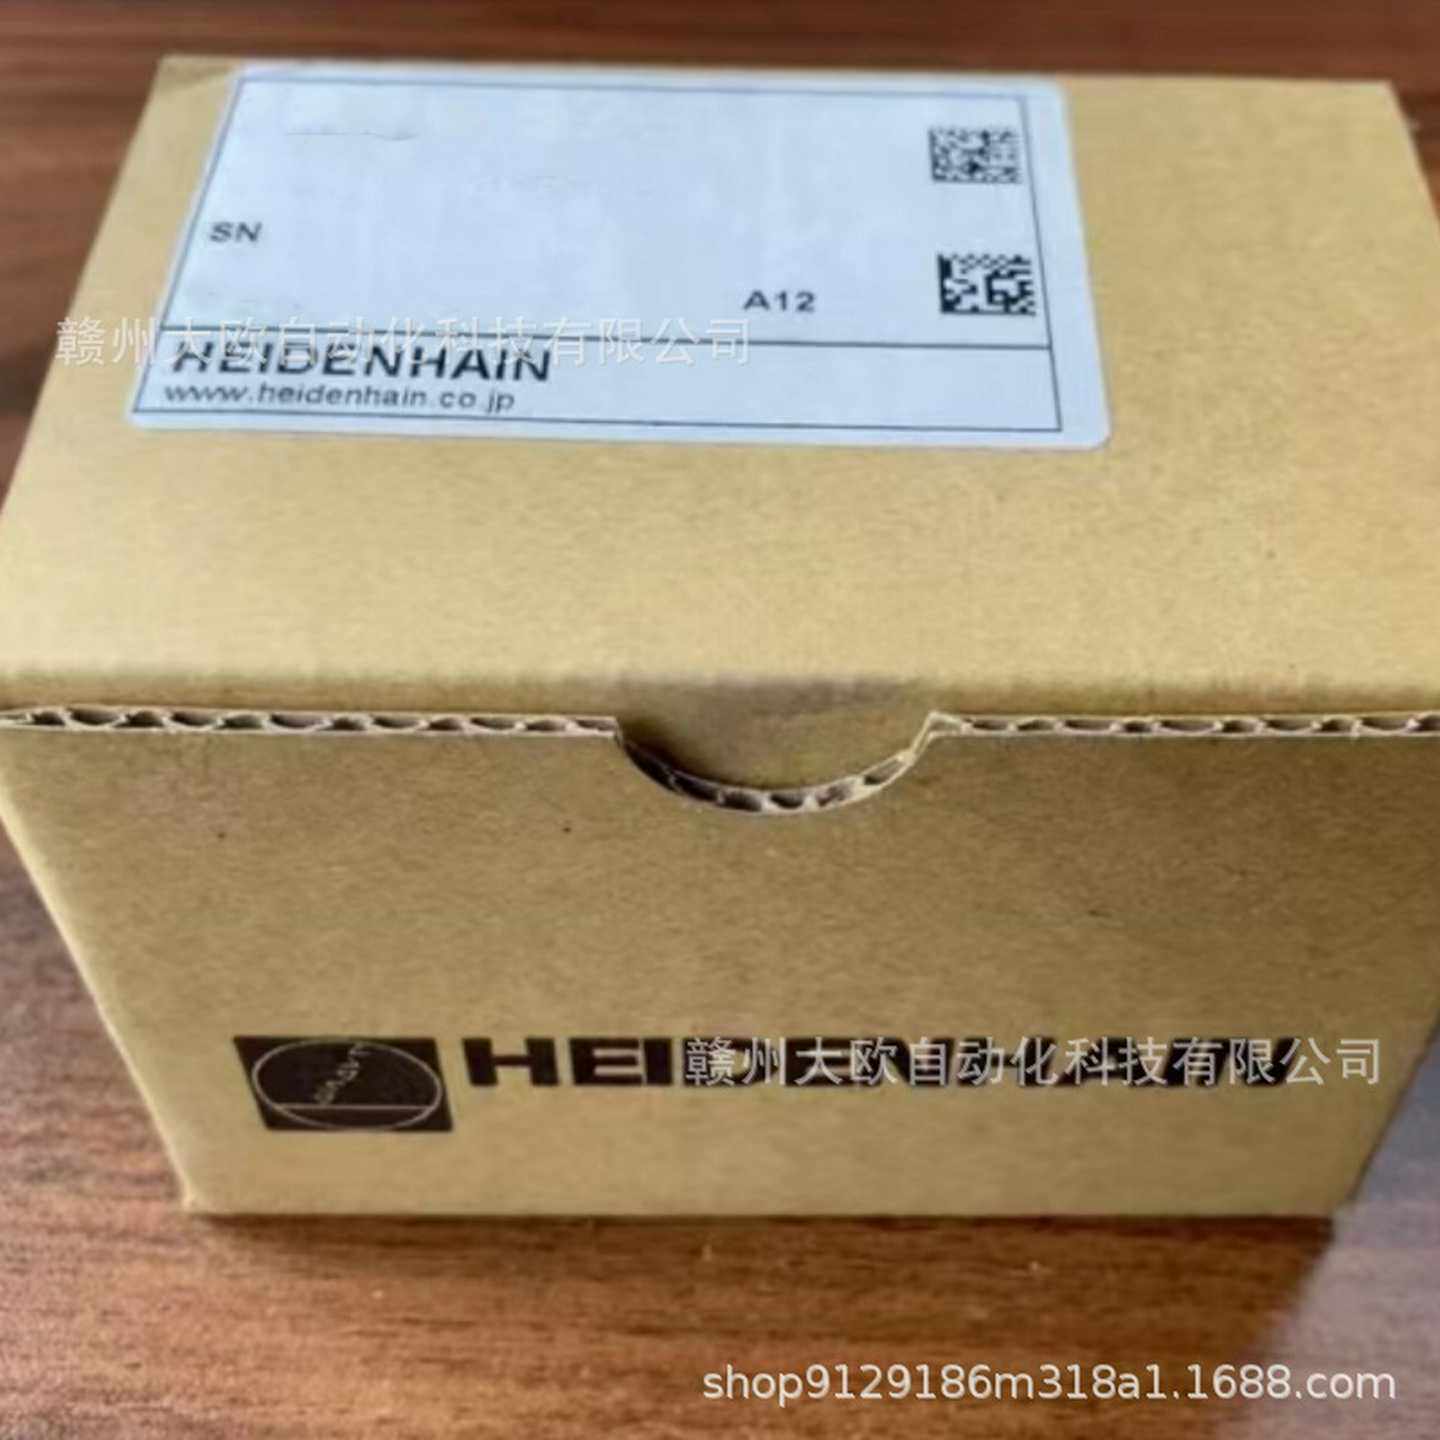 SN
A12
赣州大欧自动化科技有限公司
HEIDENHAIN
www.heidenhain.co.jp
HEIDENHAIN
赣州大欧自动化科技有限公司
shop9129186m318a1.1688.com